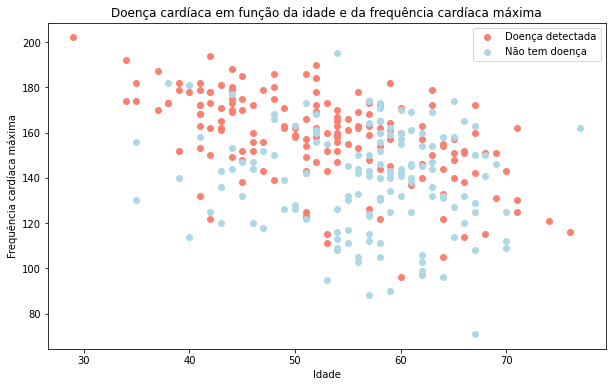 Doença cardíaca em função da idade e da frequência cardíaca máxima
Doença detectada
Não tem doença
Frequência cardíaca máxima
200
180
160
140
120
100
80
30
40
50
60
70
Idade